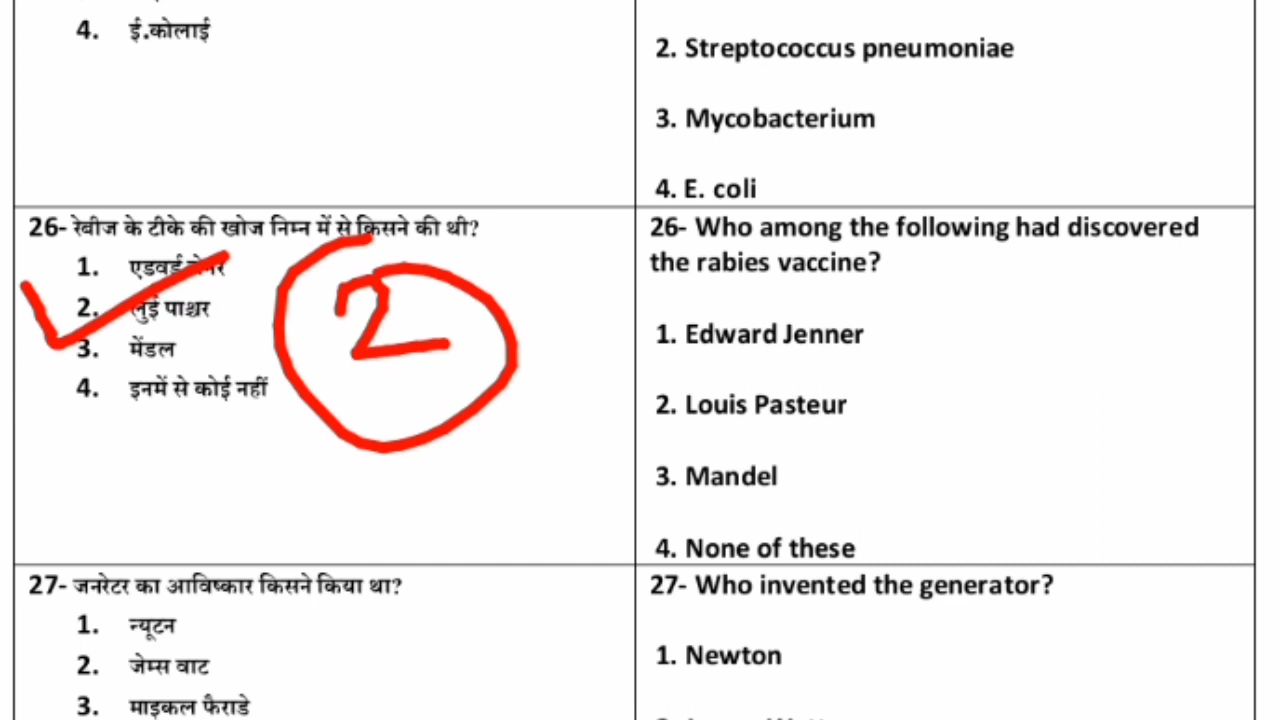 4. ई.कोलाई
2. Streptococcus pneumoniae
3. Mycobacterium
4. E. coli
26- रेबीज के टीके की खोज निम्न में से किसने की थी?
1. एडवर्ड जेनर
2. लुई पाश्चर
3. मेंडल
4. इनमें से कोई नहीं
2
26- Who among the following had discovered
the rabies vaccine?
1. Edward Jenner
2. Louis Pasteur
3. Mandel
4. None of these
27- जनरेटर का आविष्कार किसने किया था?
1. न्यूटन
2. जेम्स वाट
3. माइकल फैराडे
27- Who invented the generator?
1. Newton